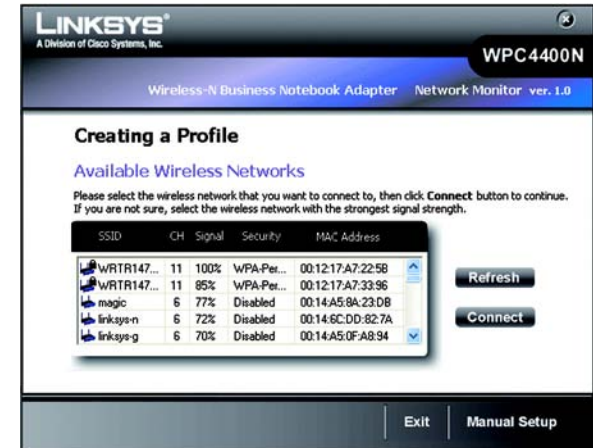 LINKSYS®
A Division of Cisco Systems, Inc.
WPC4400N
Wireless-N Business Notebook Adapter Network Monitor ver. 1.0
Creating a Profile
Available Wireless Networks
Please select the wireless network that you want to connect to, then click Connect button to continue.
If you are not sure, select the wireless network with the strongest signal strength.
SSID CH Signal Security MAC Address
WRTR147... 11 100% WPA-Per... 00:12:17:A7:22:5B
WRTR147... 11 85% WPA-Per... 00:12:17:A7:33:96
magic 6 77% Disabled 00:14:A5:8A:23:DB
linksys-n 6 72% Disabled 00:14:6C:DD:82:7A
linksys-g 6 70% Disabled 00:14:A5:0F:A8:94
Refresh
Connect
Exit Manual Setup